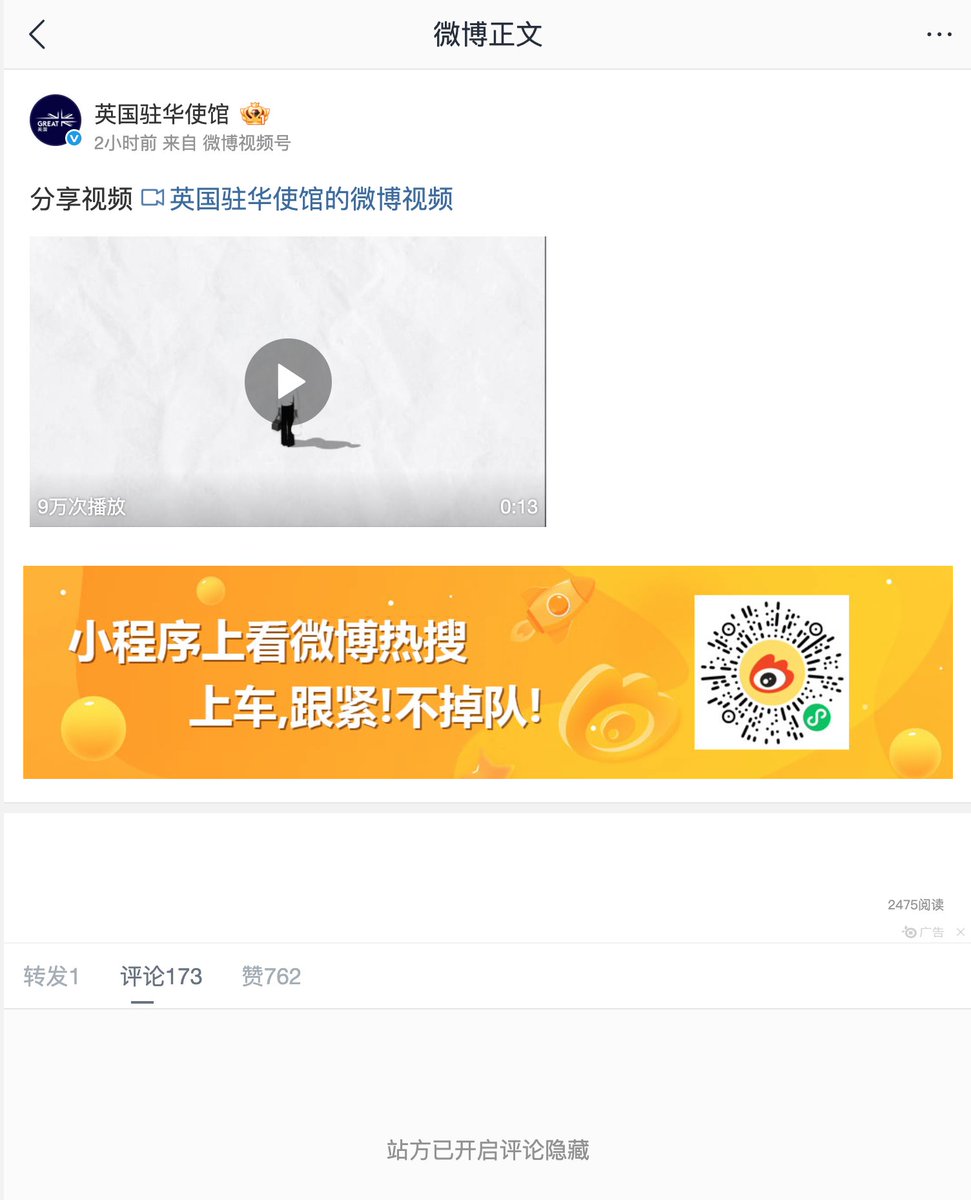 微博正文
英国驻华使馆
2小时前 来自 微博视频号
GREAT
英国
分享视频 英国驻华使馆的微博视频
9万次播放 0:13
小程序上看微博热搜
上车,跟紧!不掉队!
2475阅读
广告
转发1 评论173 赞762
站方已开启评论隐藏